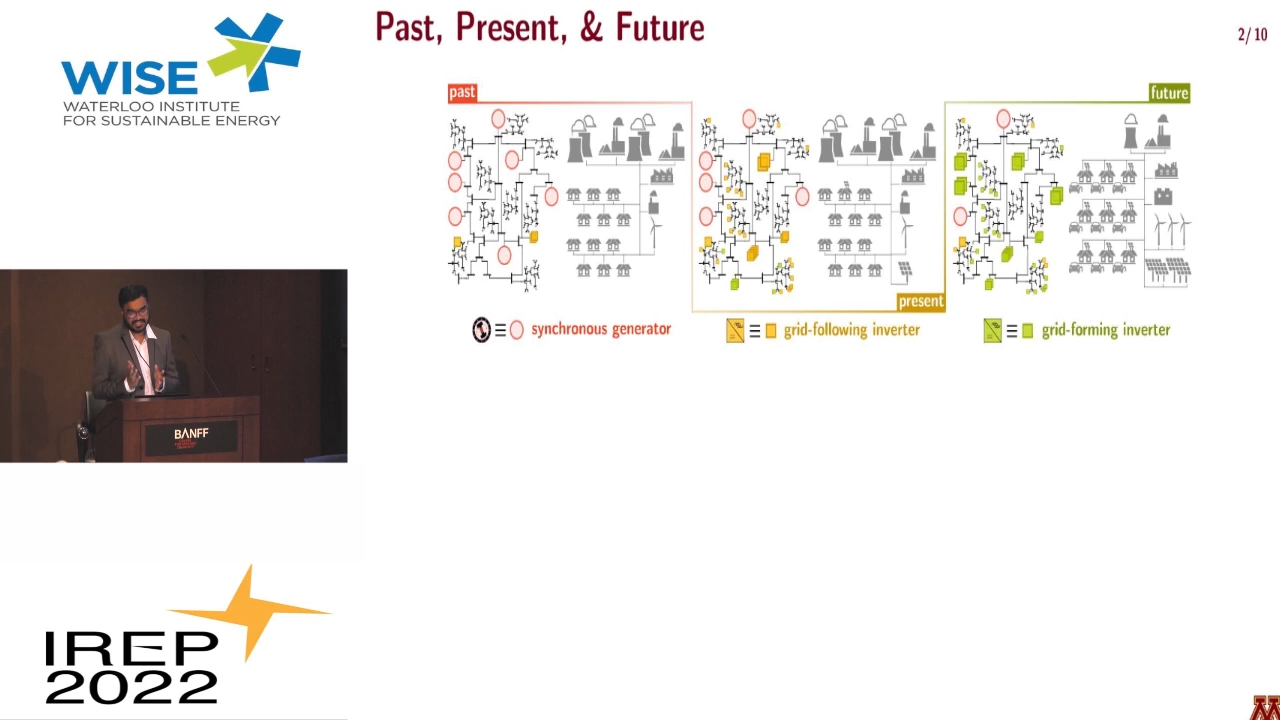 WISE
WATERLOO INSTITUTE
FOR SUSTAINABLE ENERGY
Past, Present, & Future
2/10
past
future
present
synchronous generator
grid-following inverter
grid-forming inverter
BANFF
IREP
2022
M